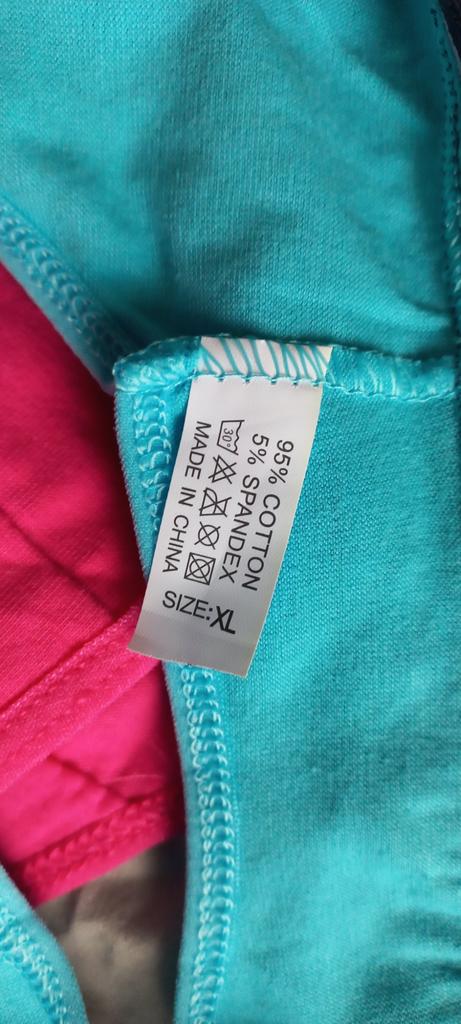 95% COTTON
5% SPANDEX
30°
MADE IN CHINA
SIZE:XL